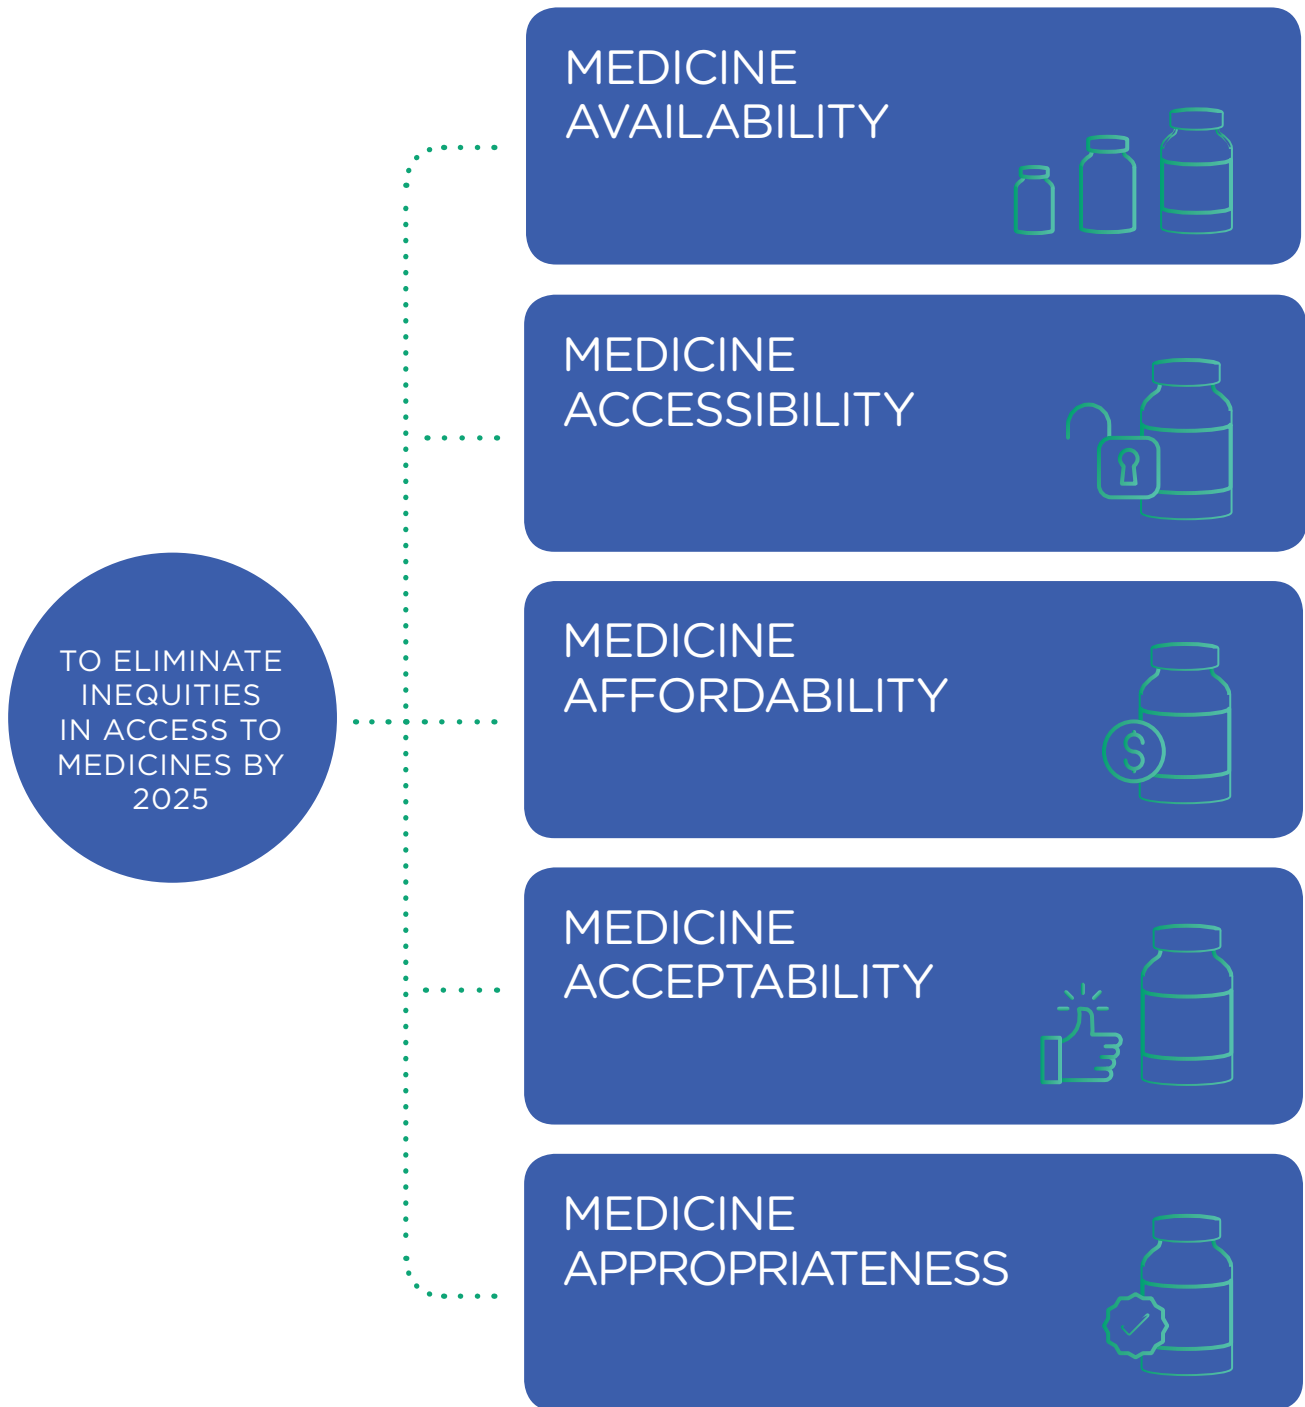 MEDICINE
AVAILABILITY
MEDICINE
ACCESSIBILITY
TO ELIMINATE
INEQUITIES
IN ACCESS TO
MEDICINES BY
2025
MEDICINE
AFFORDABILITY
$
MEDICINE
ACCEPTABILITY
MEDICINE
APPROPRIATENESS